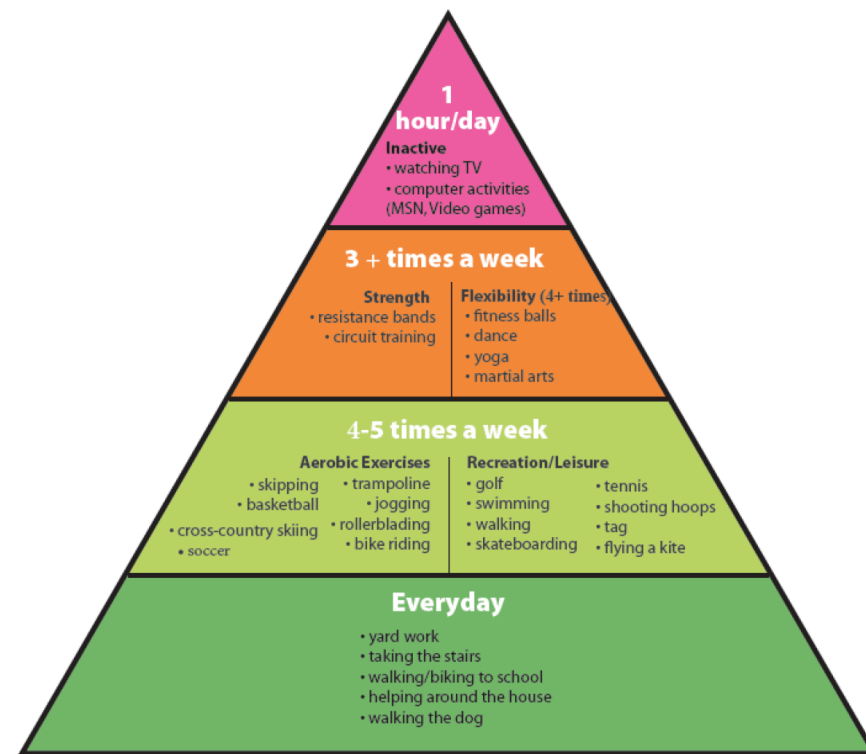 1
hour/day
Inactive
• watching TV
• computer activities
(MSN, Video games)
3 + times a week
Strength
• resistance bands
• circuit training
Flexibility (4+ times)
• fitness balls
• dance
• yoga
• martial arts
4-5 times a week
Aerobic Exercises
• skipping
• basketball
• cross-country skiing
• soccer
• trampoline
• jogging
• rollerblading
• bike riding
Recreation/Leisure
• golf
• swimming
• walking
• skateboarding
• tennis
• shooting hoops
• tag
• flying a kite
Everyday
• yard work
• taking the stairs
• walking/biking to school
• helping around the house
• walking the dog